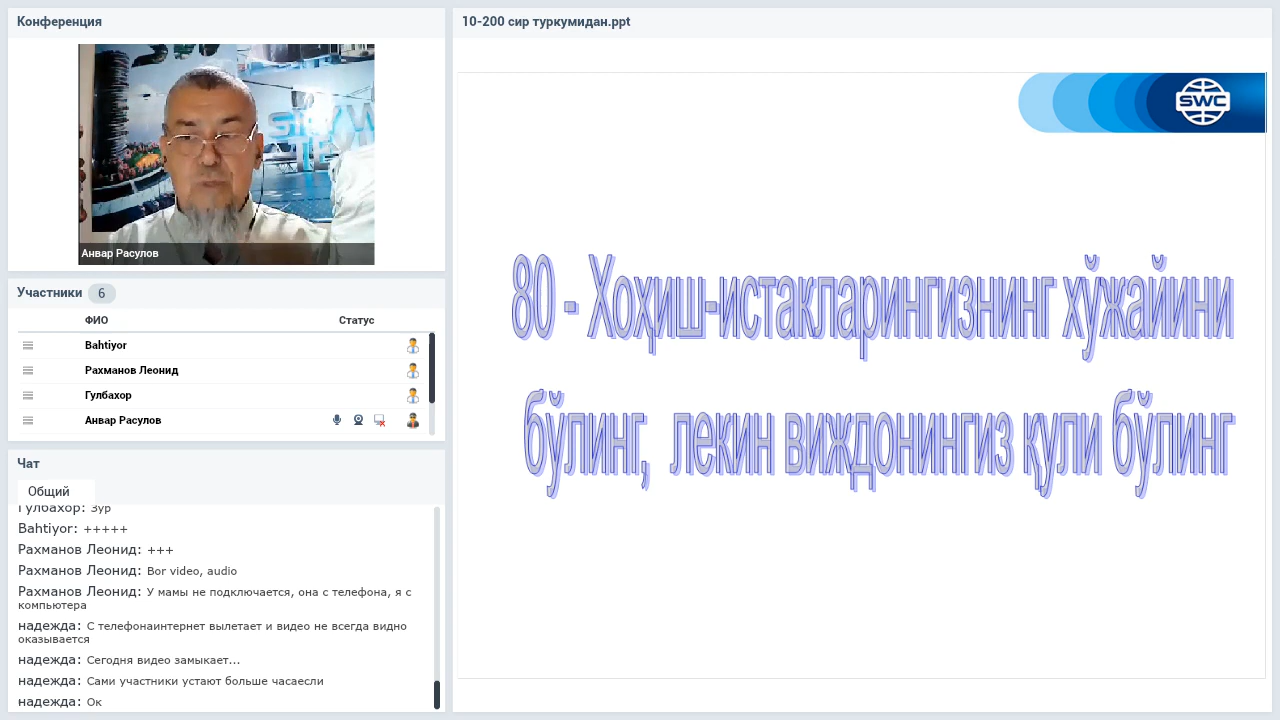 Конференция
Анвар Расулов
Участники 6
ФИО Статус
Bahtiyor
Рахманов Леонид
Гулбахор
Анвар Расулов
Чат
Общий
Гулбахор: Зур
Bahtiyor: +++++
Рахманов Леонид: +++
Рахманов Леонид: Bor video, audio
Рахманов Леонид: У мамы не подключается, она с телефона, я с
компьютера
надежда: С телефонаинтернет вылетает и видео не всегда видно
оказывается
надежда: Сегодня видео замыкает...
надежда: Сами участники устают больше часаесли
надежда: Ок
10-200 сир туркумидан.ppt
SWC
80 - Хоҳиш-истакларингизнинг хўжайини
бўлинг, лекин виждонингиз қули бўлинг